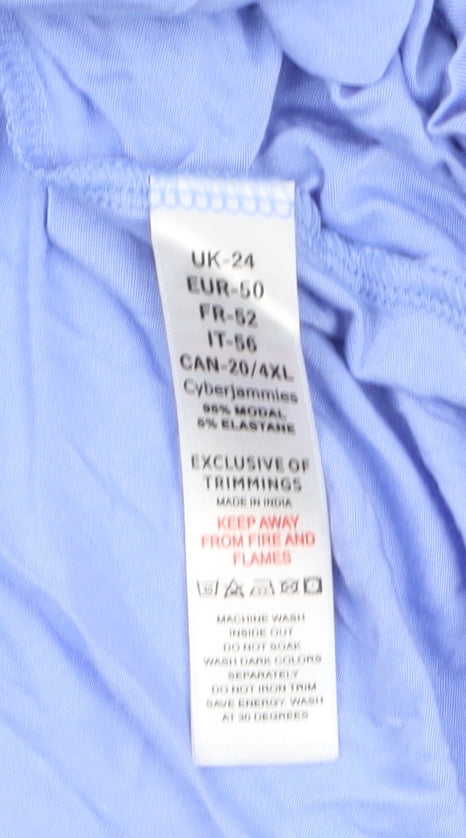 UK-24
EUR-50
FR-52
IT-56
CAN-20/4XL
Cyberjammies
95% MODAL
5% ELASTANE
EXCLUSIVE OF
TRIMMINGS
MADE IN INDIA
KEEP AWAY
FROM FIRE AND
FLAMES
MACHINE WASH
INSIDE OUT
DO NOT SOAK
WASH DARK COLORS
SEPARATELY
DO NOT IRON TRIM
SAVE ENERGY WASH
AT 30 DEGREES